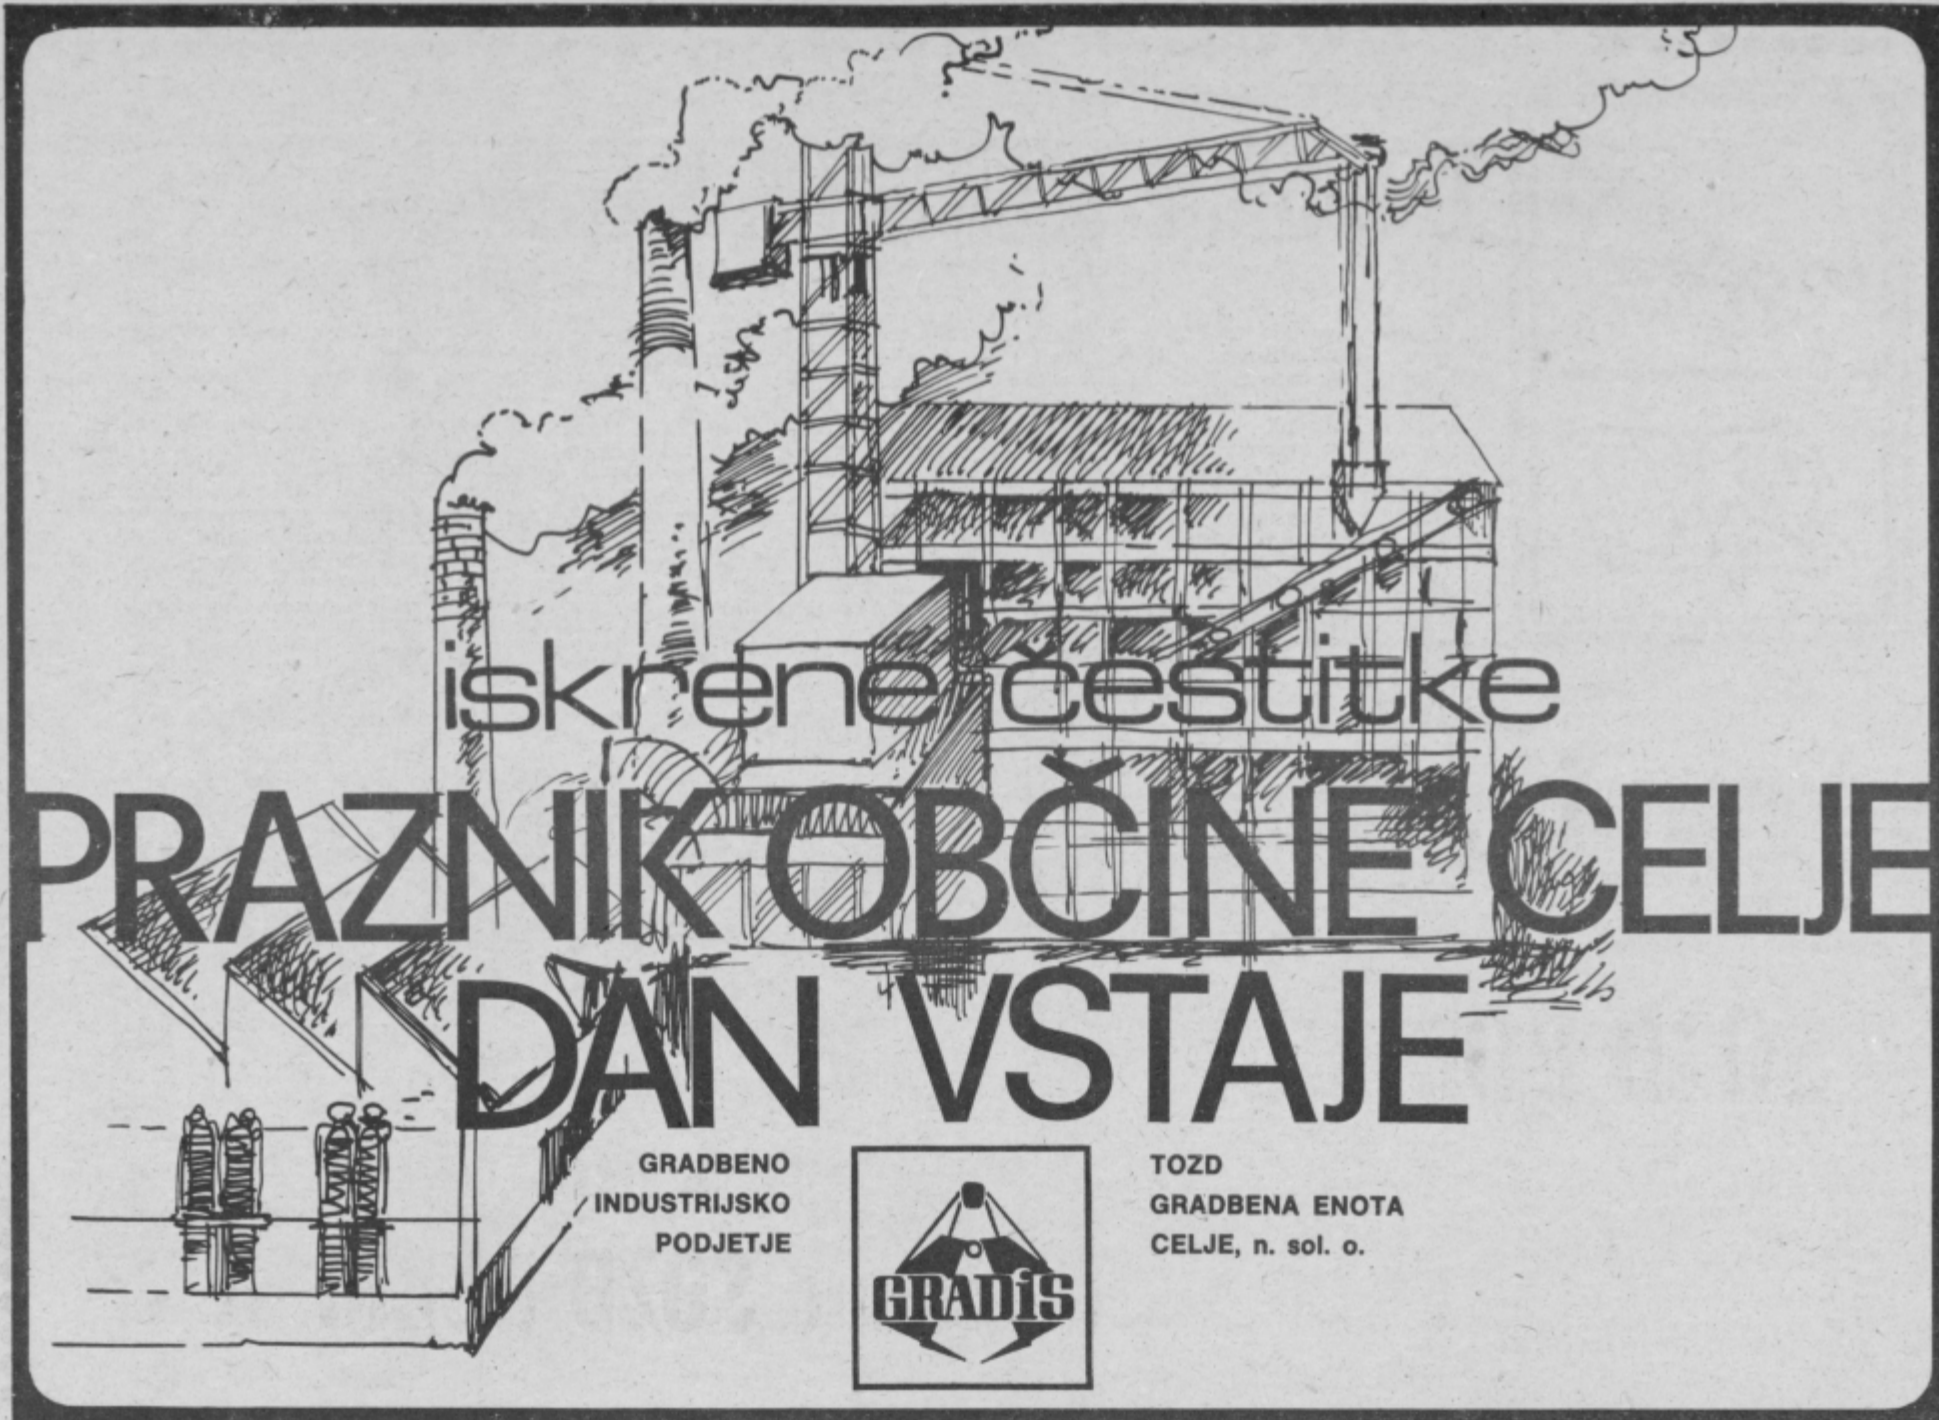 iskrene čestitke
PRAZNIK OBČINE CELJE
DAN VSTAJE
GRADBENO
INDUSTRIJSKO
PODJETJE
GRADiS
TOZD
GRADBENA ENOTA
CELJE, n. sol. o.